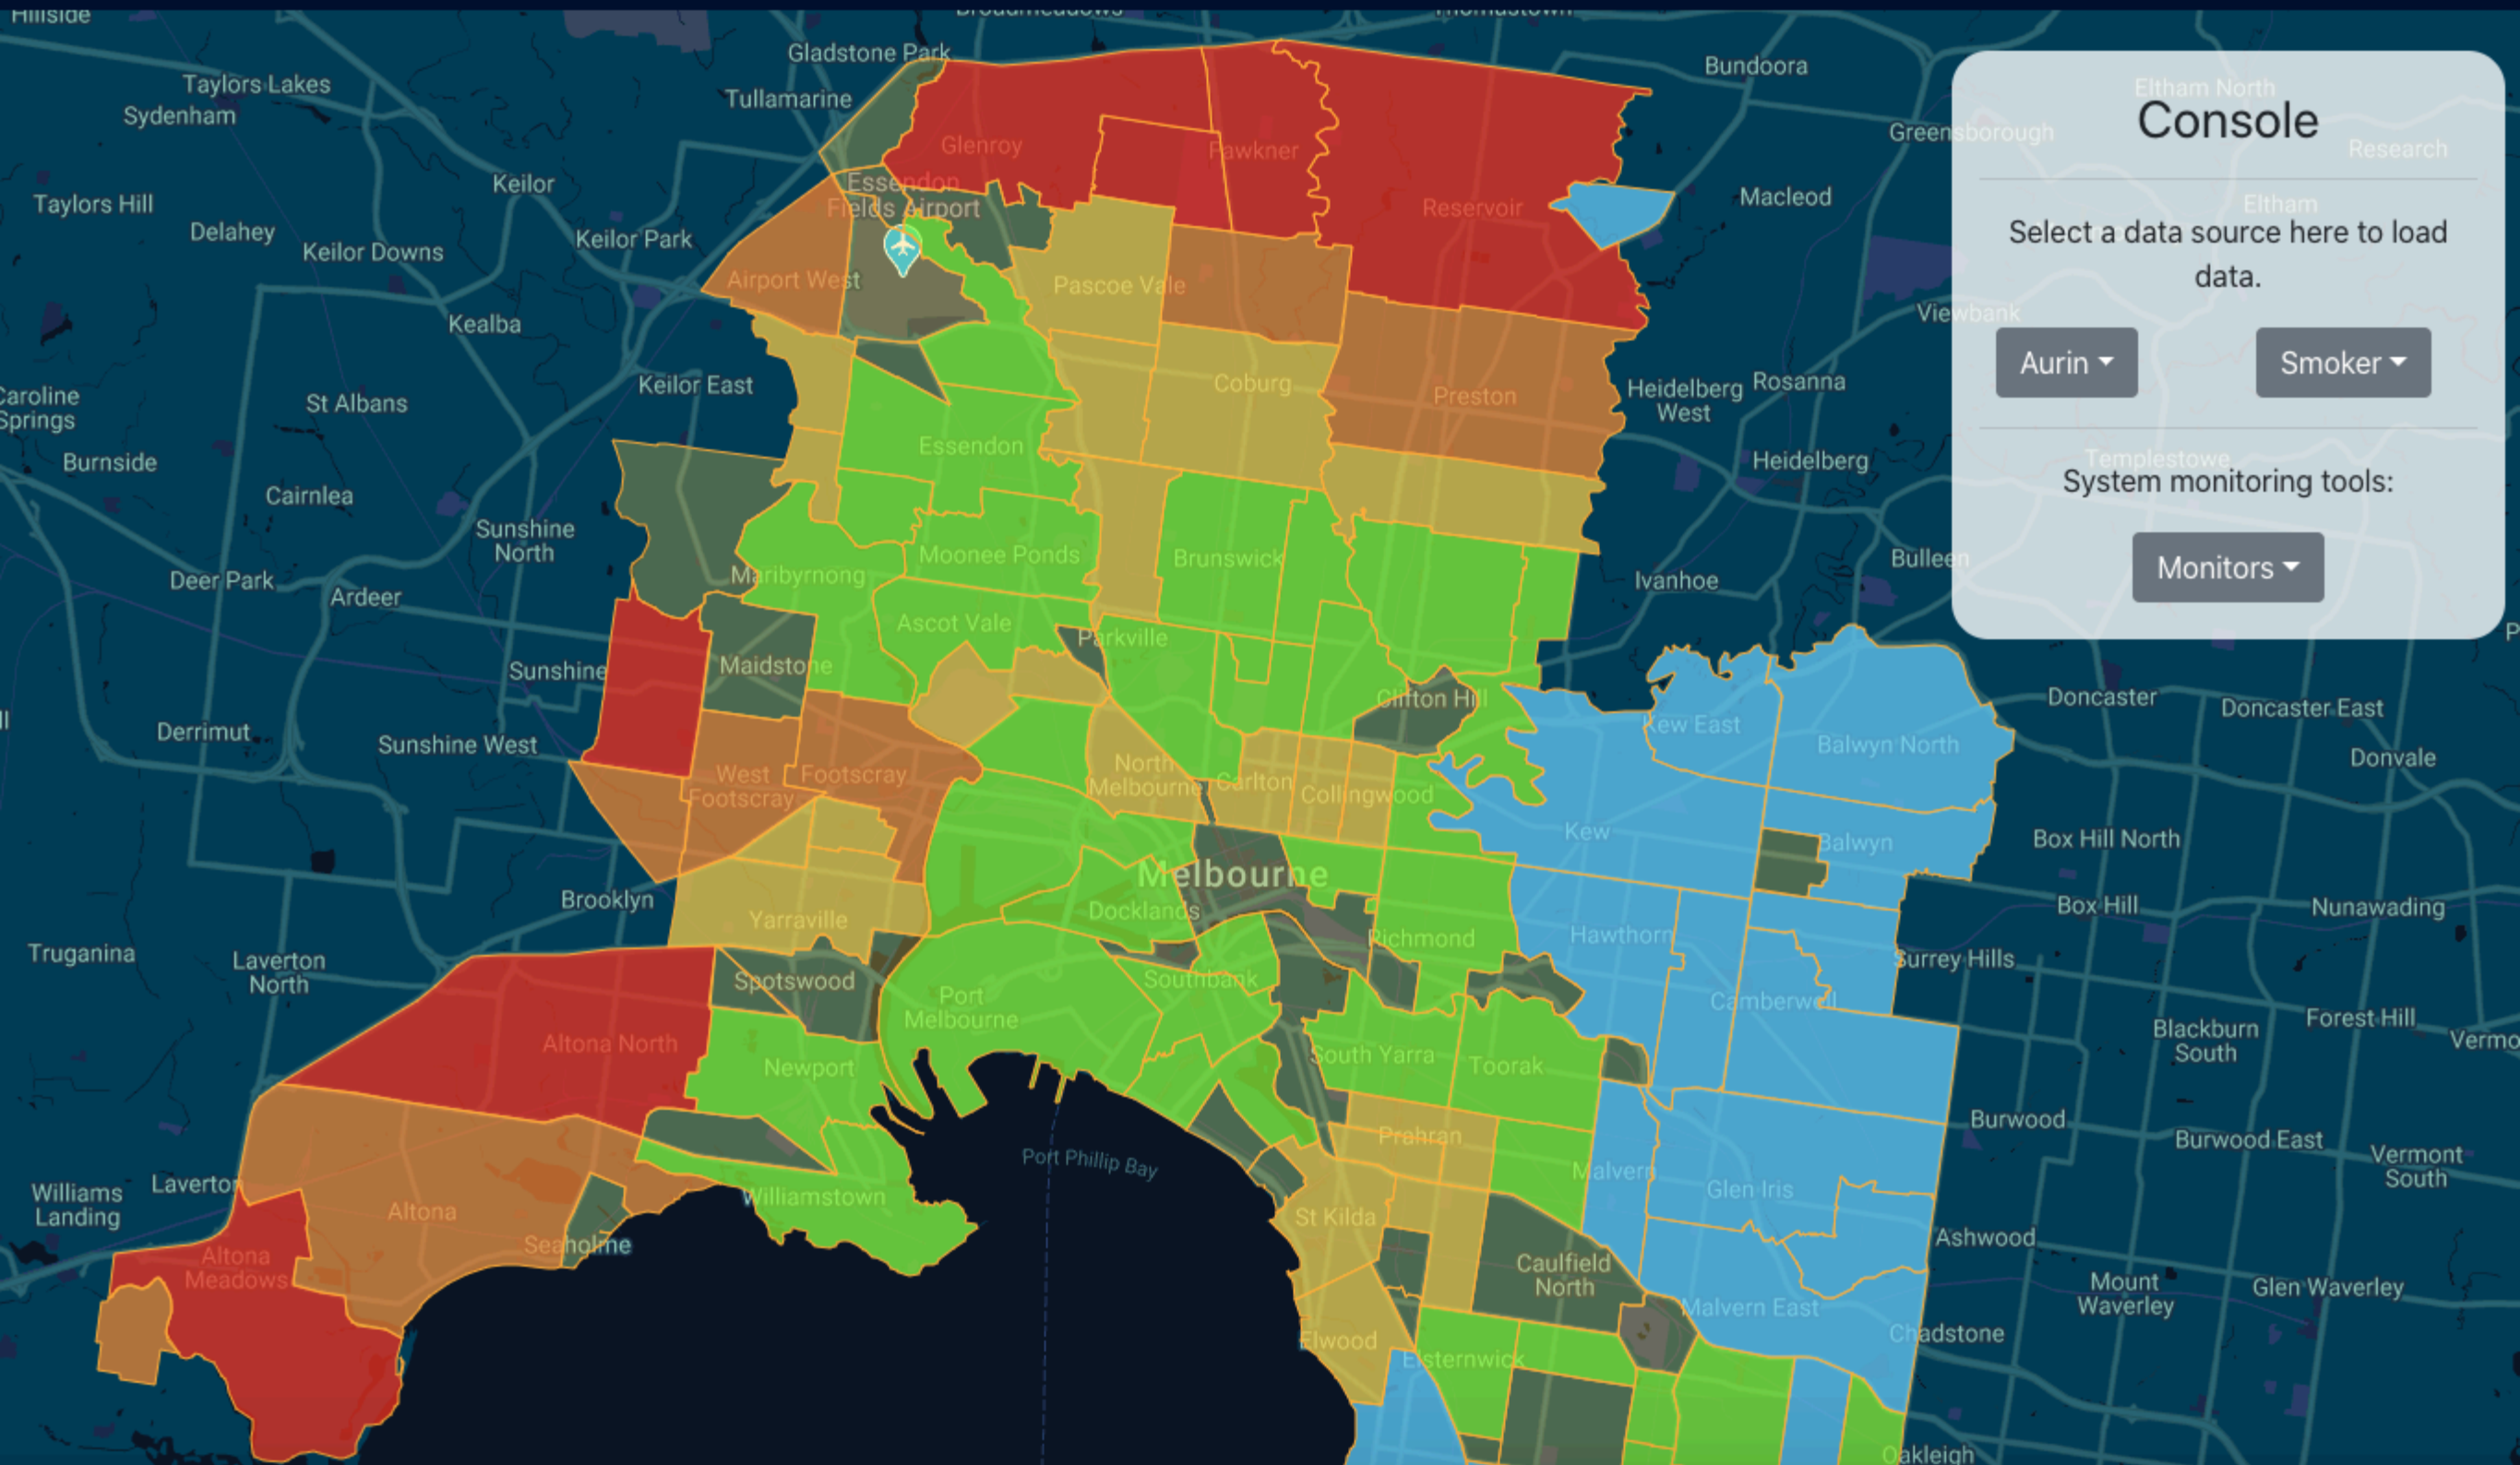 Hillside
Broadmeadows
Thomastown
Gladstone Park
Bundoora
Taylors Lakes
Tullamarine
Eltham North
Sydenham
Console
Greensborough
Glenroy
Fawkner
Research
Keilor
Essendon
Fields Airport
Macleod
Taylors Hill
Reservoir
Eltham
Delahey
Keilor Park
Select a data source here to load
data.
Keilor Downs
Airport West
Pascoe Vale
Viewbank
Kealba
Aurin
Smoker
Keilor East
Coburg
Heidelberg
West
Rosanna
Caroline
Springs
St Albans
Preston
Essendon
Burnside
Heidelberg
Templestowe
System monitoring tools:
Cairnlea
Sunshine
North
Moonee Ponds
Brunswick
Bulleen
Monitors
Deer Park
Maribyrnong
Ivanhoe
Ardeer
Ascot Vale
Parkville
Sunshine
Maidstone
Clifton Hill
Doncaster
Doncaster East
Kew East
Derrimut
Sunshine West
Balwyn North
Donvale
West
Footscray
Footscray
North
Melbourne
Carlton
Collingwood
Kew
Balwyn
Box Hill North
Melbourne
Brooklyn
Yarraville
Docklands
Box Hill
Nunawading
Richmond
Hawthorn
Truganina
Laverton
North
Surrey Hills
Spotswood
Southbank
Port
Melbourne
Camberwell
Forest Hill
Blackburn
South
Vermo
Altona North
Newport
South Yarra
Toorak
Burwood
Prahran
Burwood East
Port Phillip Bay
Vermont
South
Malvern
Williams
Landing
Laverton
Williamstown
Glen Iris
Altona
St Kilda
Seaholme
Ashwood
Altona
Meadows
Caulfield
North
Mount
Waverley
Glen Waverley
Malvern East
Elwood
Chadstone
Elsternwick
Oakleigh